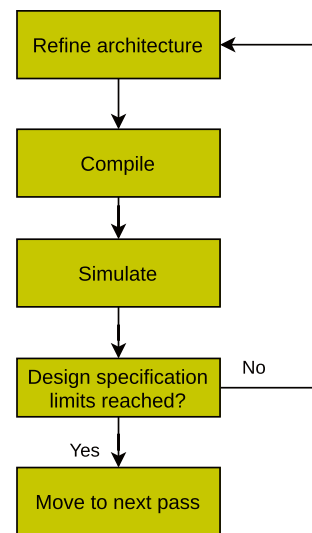 Refine architecture
Compile
Simulate
Design specification
limits reached?
No
Yes
Move to next pass